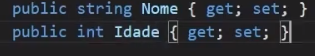 public string Nome { get; set; }
public int Idade { get; set; }